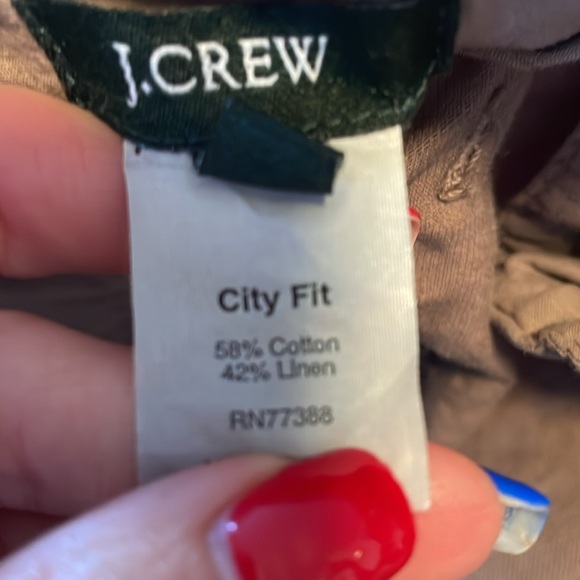 J.CREW
City Fit
58% Cotton
42% Linen
RN77388